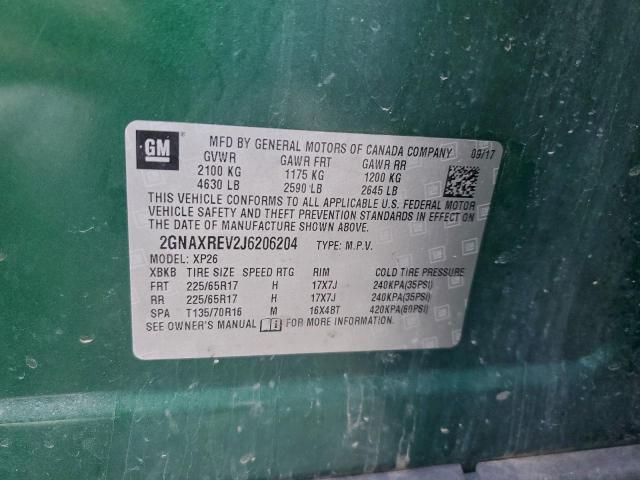 GM ® MFD BY GENERAL MOTORS OF CANADA COMPANY 09/17
GVWR GAWR FRT GAWR RR
2100 KG 1175 KG 1200 KG
4630 LB 2590 LB 2645 LB
THIS VEHICLE CONFORMS TO ALL APPLICABLE U.S. FEDERAL MOTOR
VEHICLE SAFETY AND THEFT PREVENTION STANDARDS IN EFFECT ON
THE DATE OF MANUFACTURE SHOWN ABOVE.
2GNAXREV2J6206204 TYPE: M.P.V.
MODEL: XP26
XBKB TIRE SIZE SPEED RTG RIM COLD TIRE PRESSURE
FRT 225/65R17 H 17X7J 240KPA(35PSI)
RR 225/65R17 H 17X7J 240KPA(35PSI)
SPA T135/70R16 M 16X4BT 420KPA(60PSI)
SEE OWNER'S MANUAL FOR MORE INFORMATION.